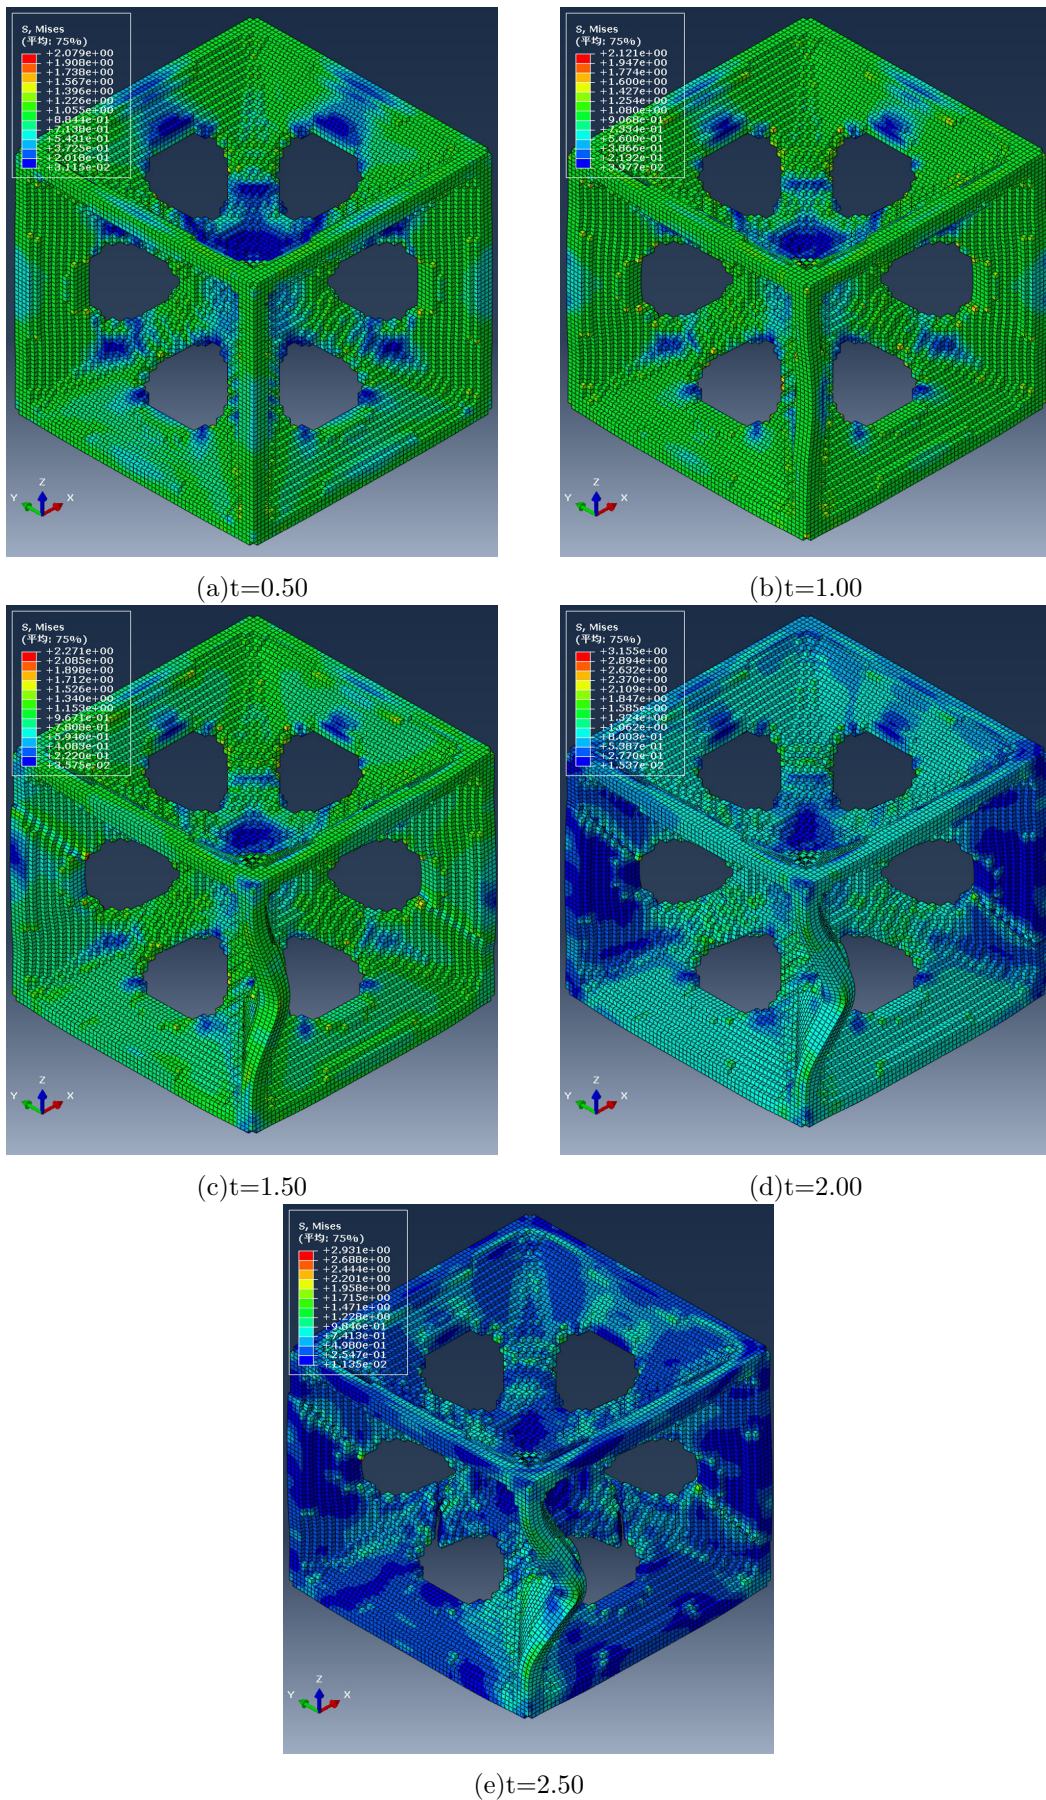 S, Mises
(平均: 75%)
+2.079e+00
+1.908e+00
+1.738e+00
+1.567e+00
+1.396e+00
+1.226e+00
+1.055e+00
+8.844e-01
+7.138e-01
+5.431e-01
+3.725e-01
+2.018e-01
+3.115e-02
Z
Y
X
(a)t=0.50
S, Mises
(平均: 75%)
+2.121e+00
+1.947e+00
+1.774e+00
+1.600e+00
+1.427e+00
+1.254e+00
+1.080e+00
+9.068e-01
+7.334e-01
+5.600e-01
+3.866e-01
+2.132e-01
+3.977e-02
Z
Y
X
(b)t=1.00
S, Mises
(平均: 75%)
+2.271e+00
+2.085e+00
+1.898e+00
+1.712e+00
+1.526e+00
+1.340e+00
+1.153e+00
+9.671e-01
+7.808e-01
+5.946e-01
+4.083e-01
+2.220e-01
+3.575e-02
Z
Y
X
(c)t=1.50
S, Mises
(平均: 75%)
+3.155e+00
+2.894e+00
+2.632e+00
+2.370e+00
+2.109e+00
+1.847e+00
+1.585e+00
+1.324e+00
+1.062e+00
+8.003e-01
+5.387e-01
+2.770e-01
+1.537e-02
Z
Y
X
(d)t=2.00
S, Mises
(平均: 75%)
+2.931e+00
+2.688e+00
+2.444e+00
+2.201e+00
+1.958e+00
+1.715e+00
+1.471e+00
+1.228e+00
+9.846e-01
+7.413e-01
+4.980e-01
+2.547e-01
+1.135e-02
Z
Y
X
(e)t=2.50